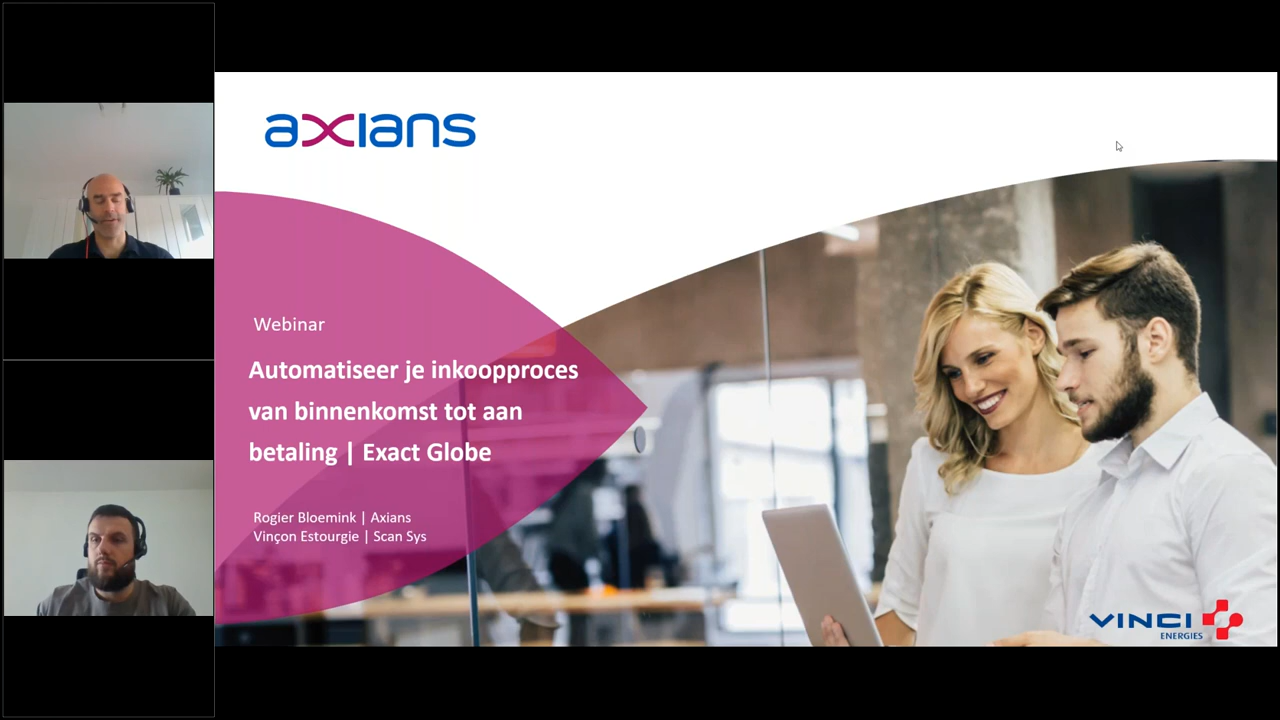 axians
Webinar
Automatiseer je inkoopproces
van binnenkomst tot aan
betaling | Exact Globe
Rogier Bloemink | Axians
Vinçon Estourgie | Scan Sys
VINCI
ENERGIES